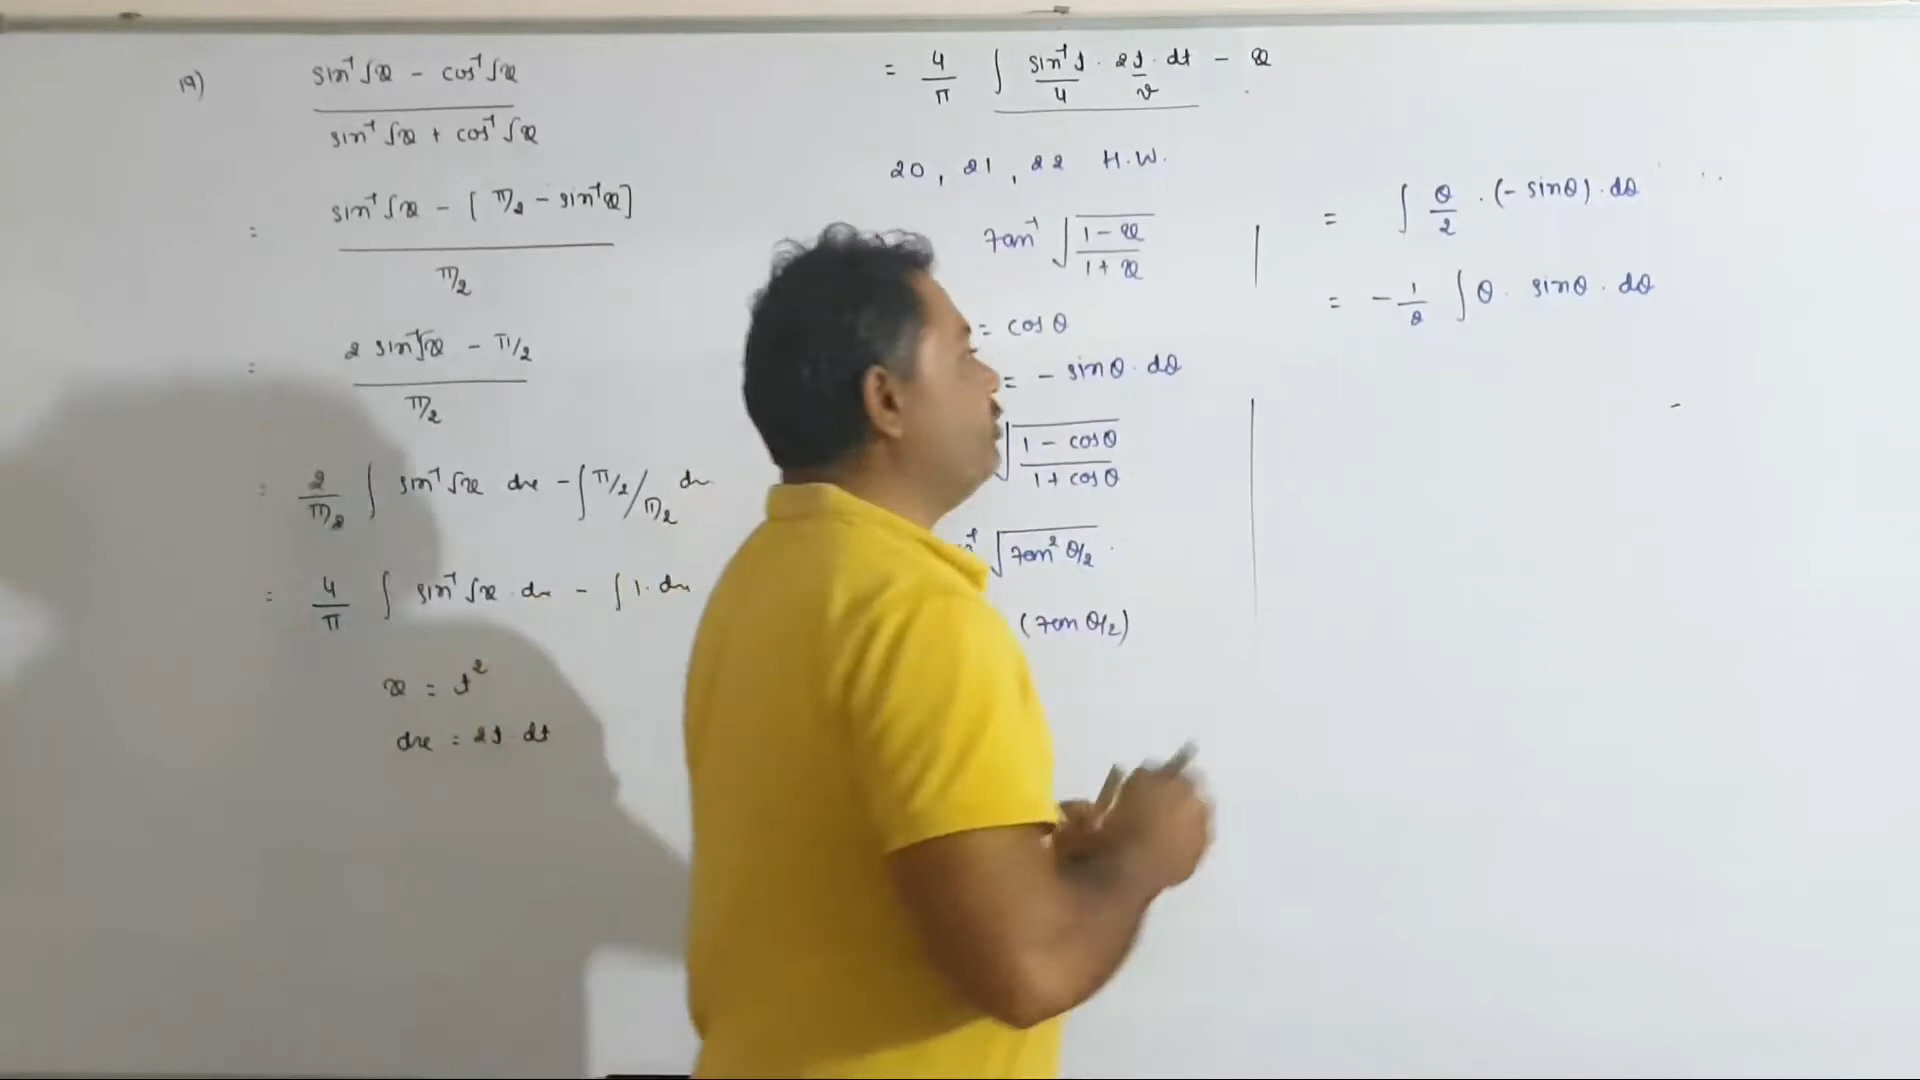 19) sin⁻¹√x - cos⁻¹√x
sin⁻¹√x + cos⁻¹√x
= sin⁻¹√x - [π/2 - sin⁻¹x]
π/2
= 2 sin⁻¹√x - π/2
π/2
= 2/π/2 ∫ sin⁻¹√x dx - ∫ π/2/π/2 dx
= 4/π ∫ sin⁻¹√x dx - ∫ 1. dx
x = t²
dx = 2t dt
= 4/π ∫ sin⁻¹t . 2t . dt - x
u v
20, 21, 22 H.W.
tan⁻¹ √(1-x/1+x)
= cos θ
= - sin θ . dθ
√(1 - cos θ/1 + cos θ)
√tan² θ/2
(tan θ/2)
= ∫ θ/2 . (- sin θ) . dθ
= - 1/2 ∫ θ . sin θ . dθ